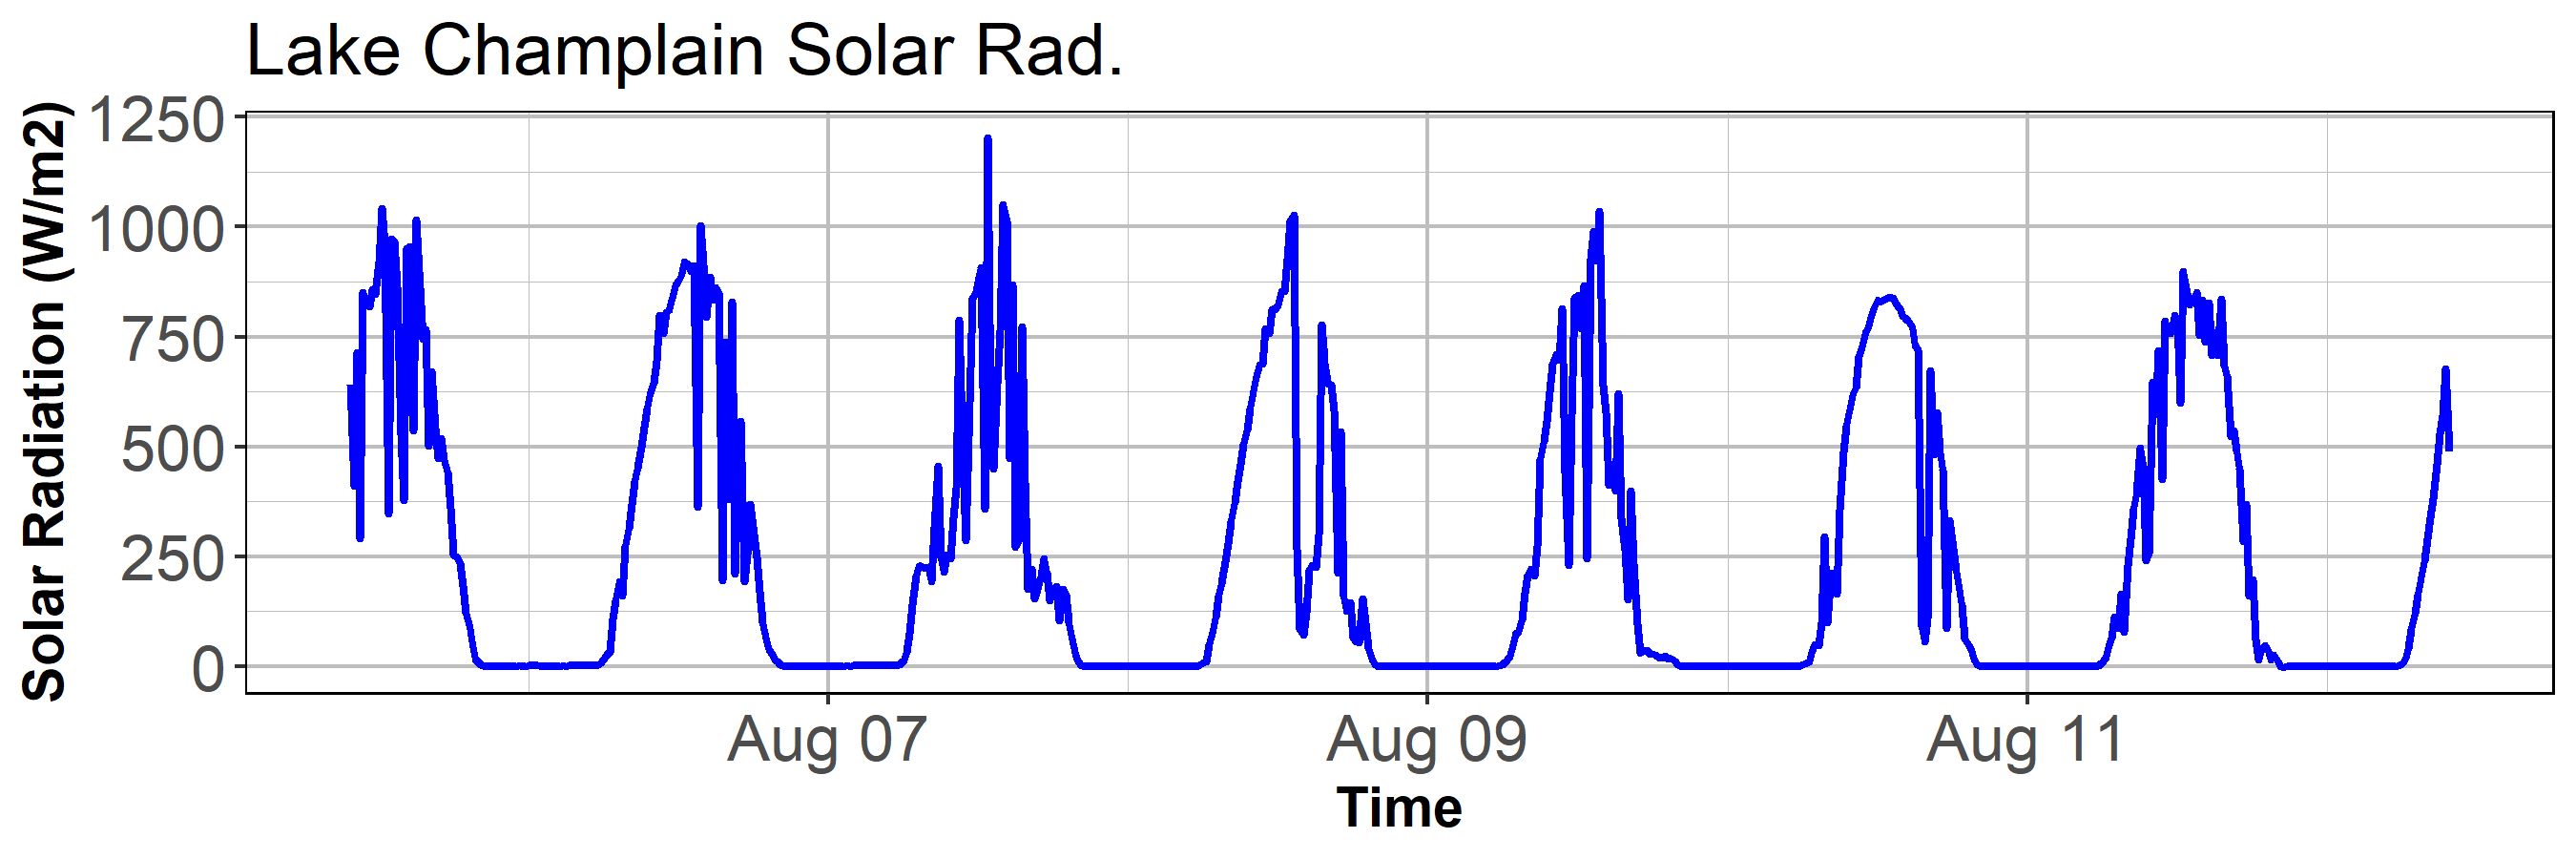 Lake Champlain Solar Rad.
Solar Radiation (W/m2)
1250
1000
750
500
250
0
Aug 07 Aug 09 Aug 11
Time